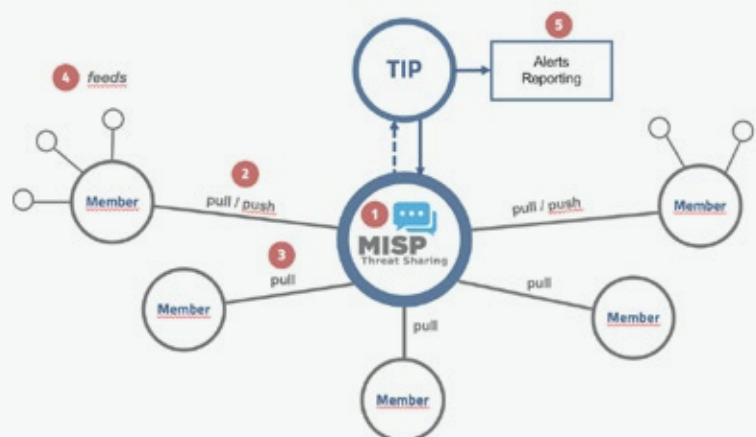 5
TIP
Alerts
Reporting
4 feeds
2
pull / push
Member
1
MISP
Threat Sharing
pull / push
Member
3
pull
Member
pull
Member
pull
Member